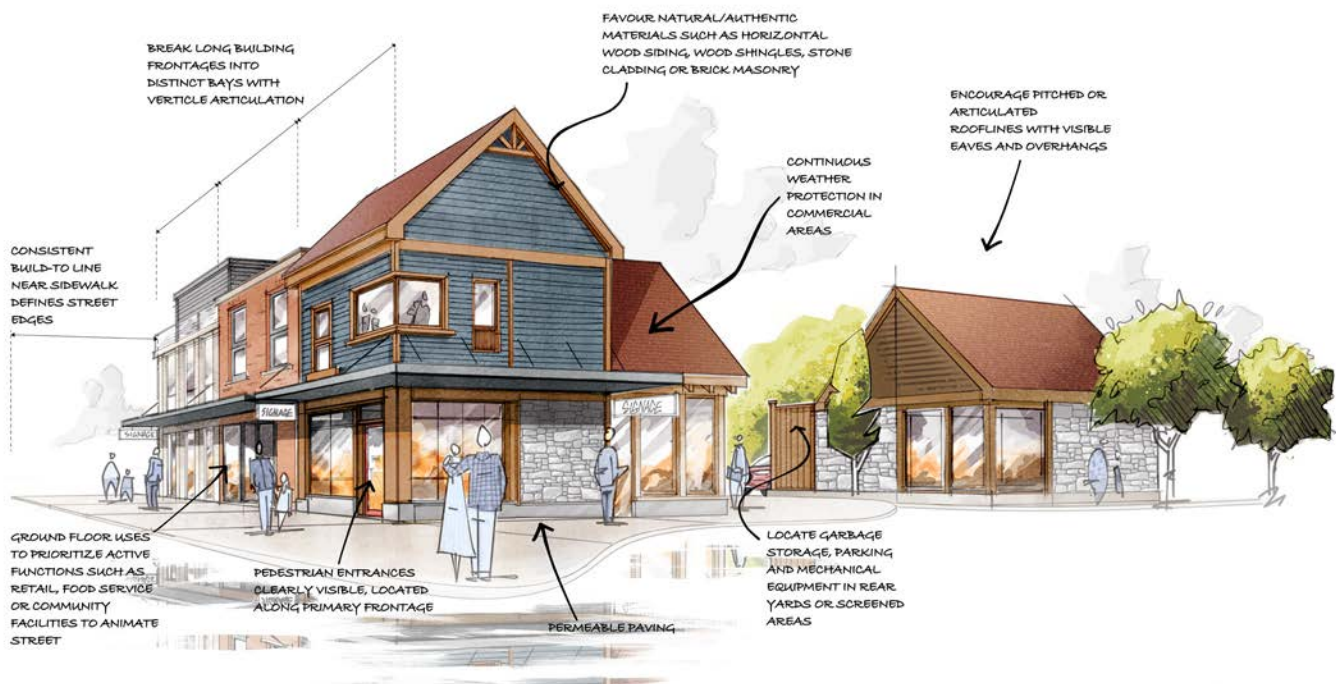 FAVOUR NATURAL/AUTHENTIC
MATERIALS SUCH AS HORIZONTAL
WOOD SIDING, WOOD SHINGLES, STONE
CLADDING OR BRICK MASONRY
BREAK LONG BUILDING
FRONTAGES INTO
DISTINCT BAYS WITH
VERTICLE ARTICULATION
ENCOURAGE PITCHED OR
ARTICULATED
ROOFLINES WITH VISIBLE
EAVES AND OVERHANGS
CONTINUOUS
WEATHER
PROTECTION IN
COMMERCIAL
AREAS
CONSISTENT
BUILD-TO LINE
NEAR SIDEWALK
DEFINES STREET
EDGES
SIGNAGE
SIGNAGE
SIGNAGE
GROUND FLOOR USES
TO PRIORITIZE ACTIVE
FUNCTIONS SUCH AS
RETAIL, FOOD SERVICE
OR COMMUNITY
FACILITIES TO ANIMATE
STREET
PEDESTRIAN ENTRANCES
CLEARLY VISIBLE, LOCATED
ALONG PRIMARY FRONTAGE
PERMEABLE PAVING
LOCATE GARBAGE
STORAGE, PARKING
AND MECHANICAL
EQUIPMENT IN REAR
YARDS OR SCREENED
AREAS